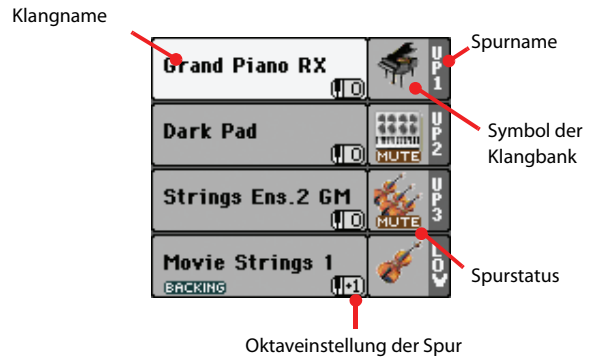 Klangname
Spurname
Grand Piano RX
0
UP1
Dark Pad
0
MUTE
UP2
Symbol der
Klangbank
Strings Ens.2 GM
0
MUTE
UP3
Movie Strings 1
BACKING
+1
LOW
Spurstatus
Oktaveinstellung der Spur